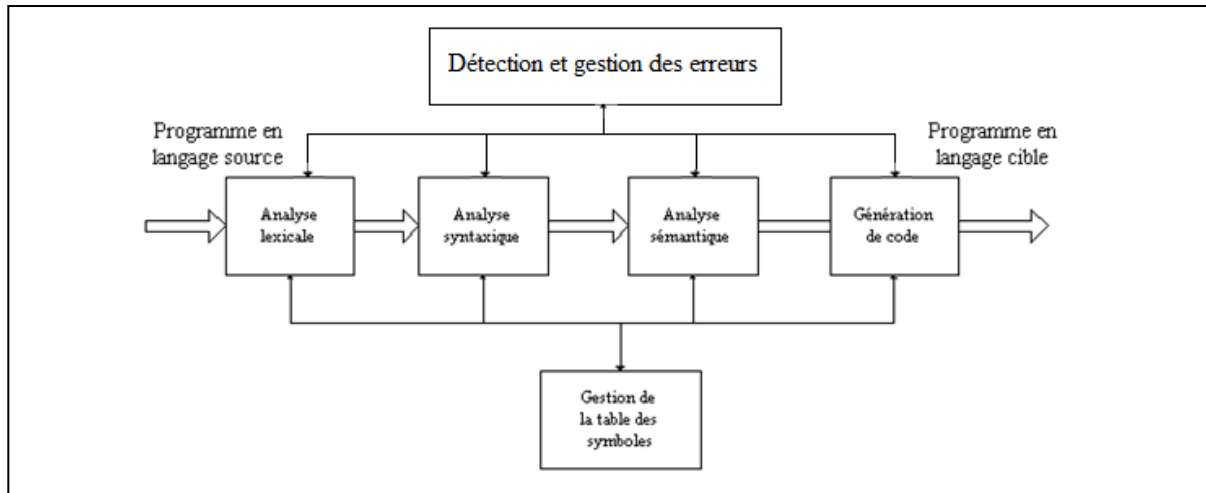 Détection et gestion des erreurs
Programme en
langage source
Programme en
langage cible
Analyse
lexicale
Analyse
syntaxique
Analyse
sémantique
Génération
de code
Gestion de
la table des
symboles